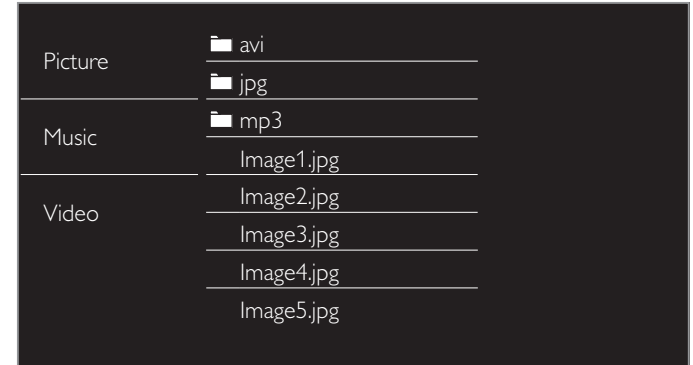 Picture
Music
Video
avi
jpg
mp3
Image1.jpg
Image2.jpg
Image3.jpg
Image4.jpg
Image5.jpg